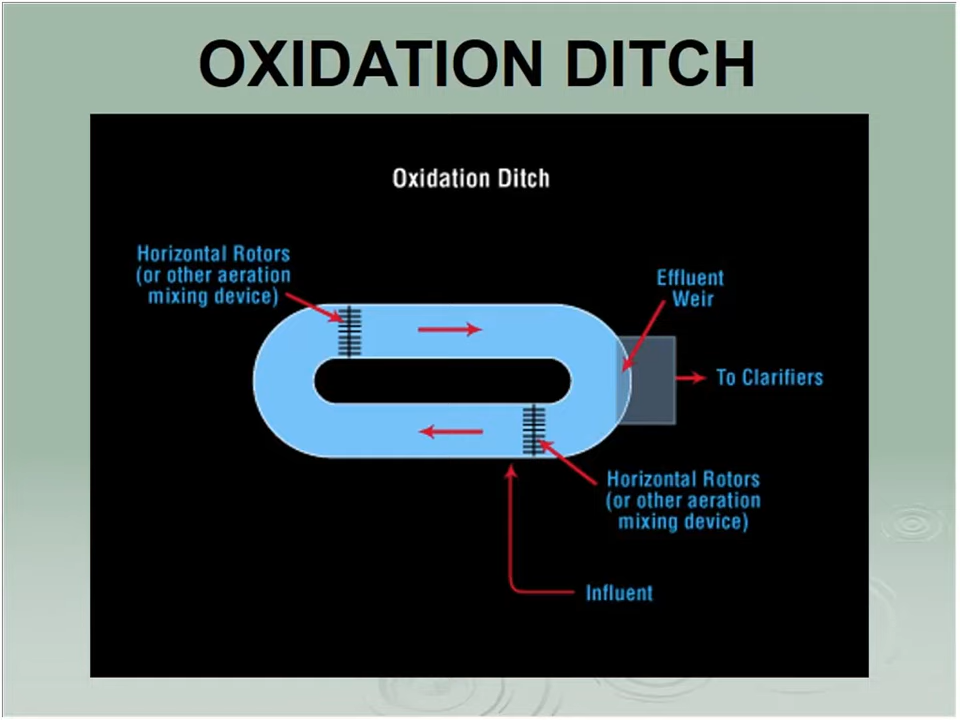 OXIDATION DITCH
Oxidation Ditch
Horizontal Rotors
(or other aeration
mixing device)
Effluent
Weir
To Clarifiers
Horizontal Rotors
(or other aeration
mixing device)
Influent